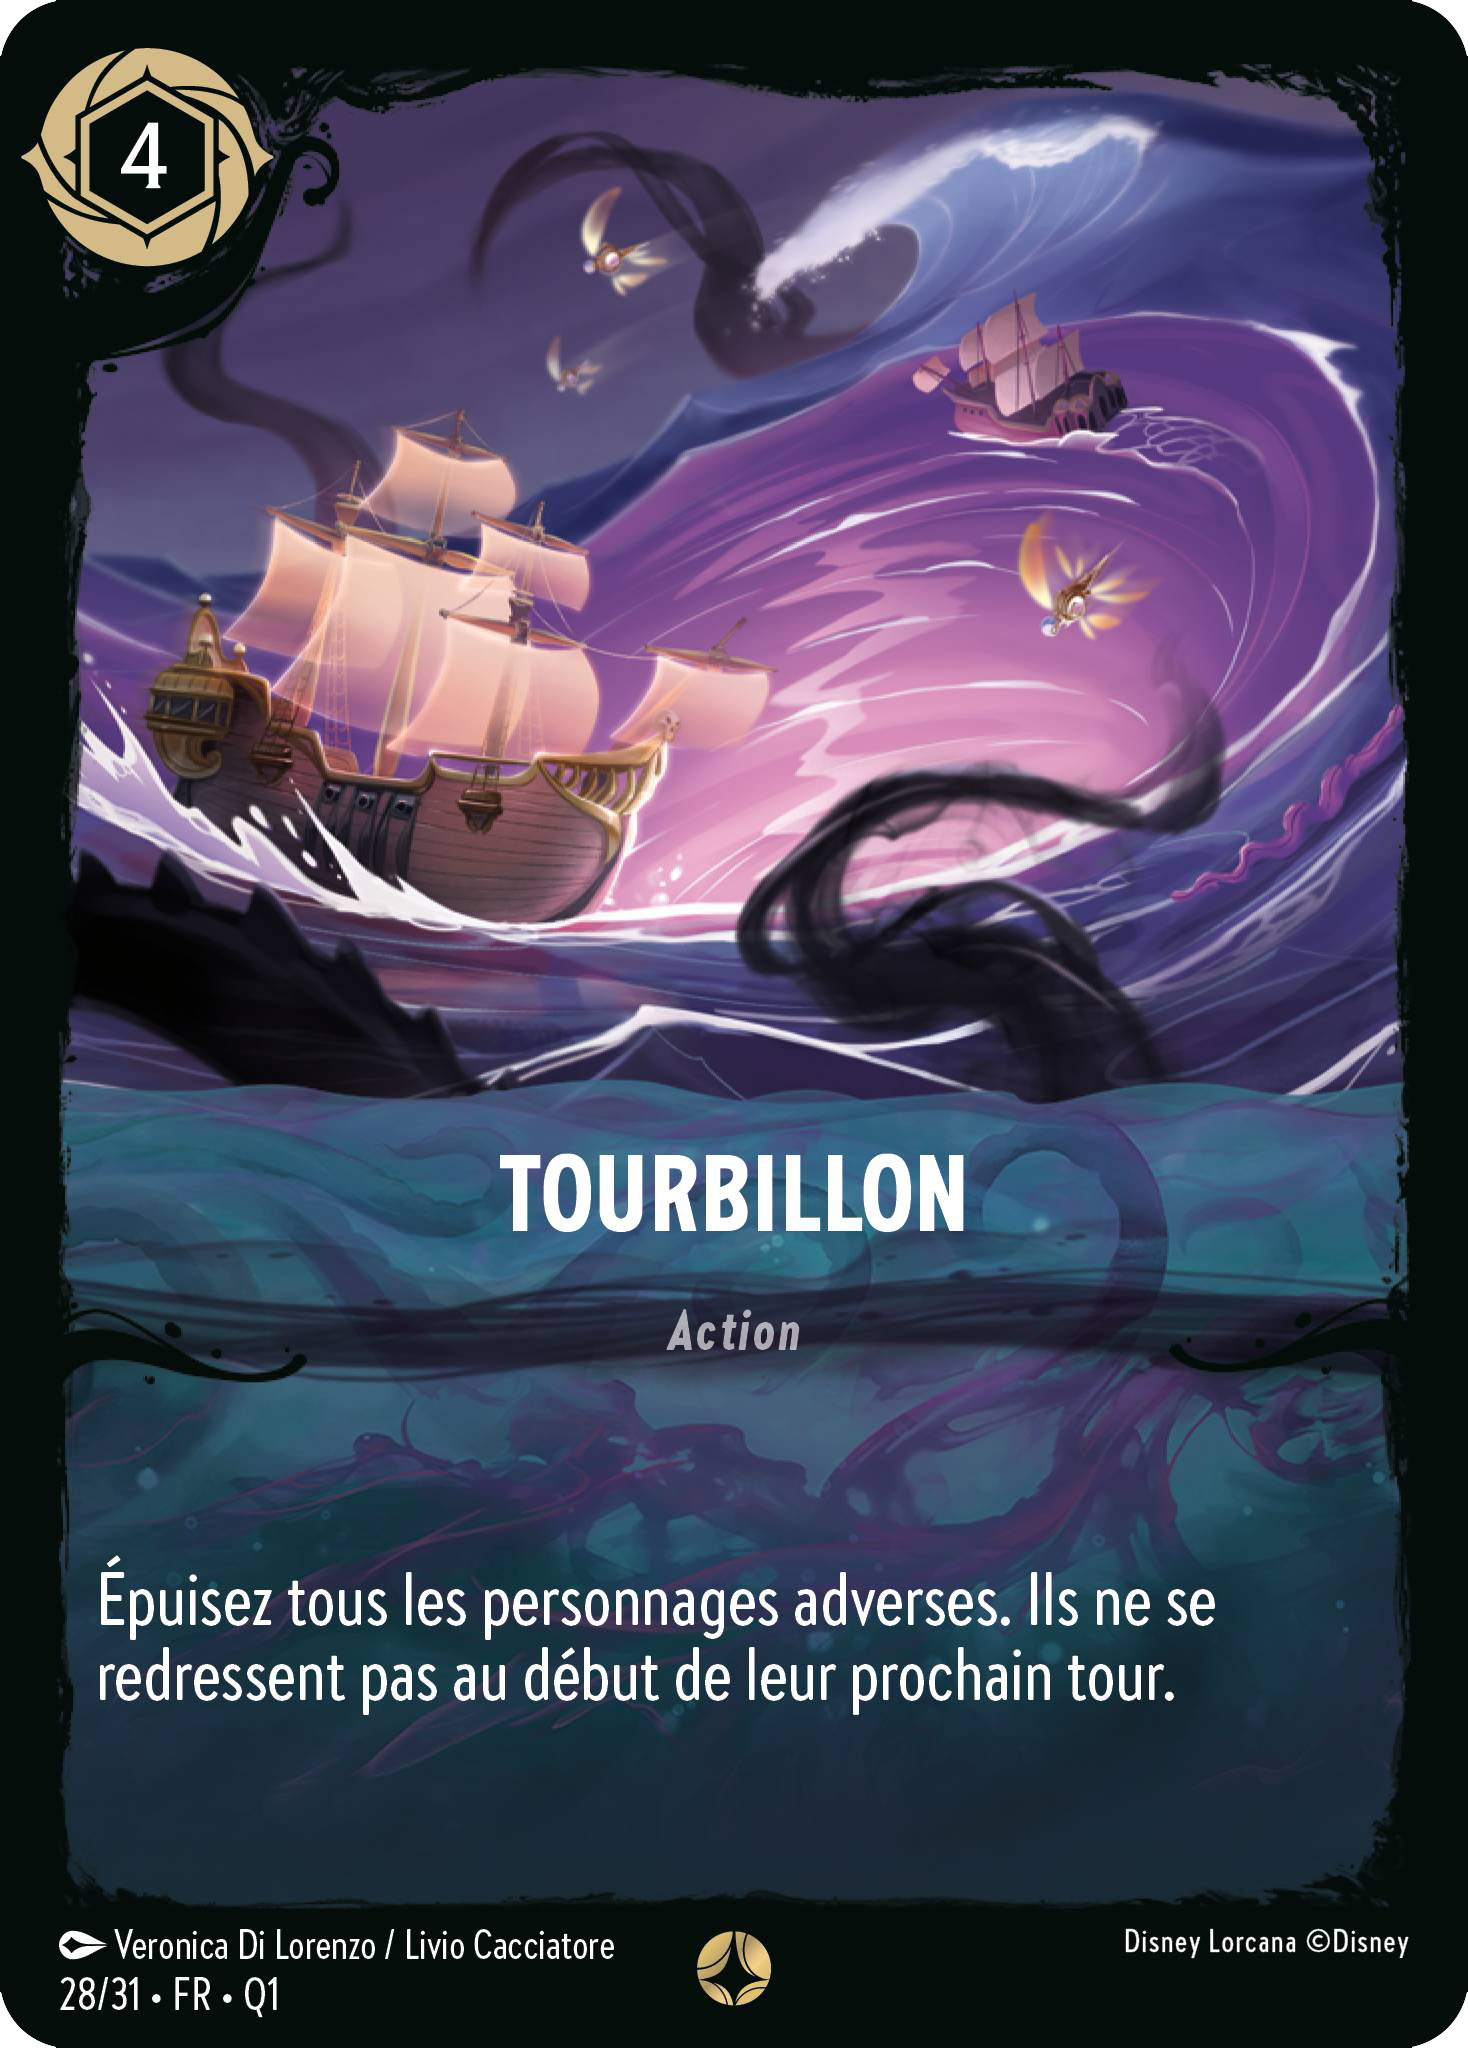 4
TOURBILLON
Action
Épuisez tous les personnages adverses. Ils ne se
redressent pas au début de leur prochain tour.
Veronica Di Lorenzo / Livio Cacciatore
Disney Lorcana ©Disney
28/31 • FR • Q1